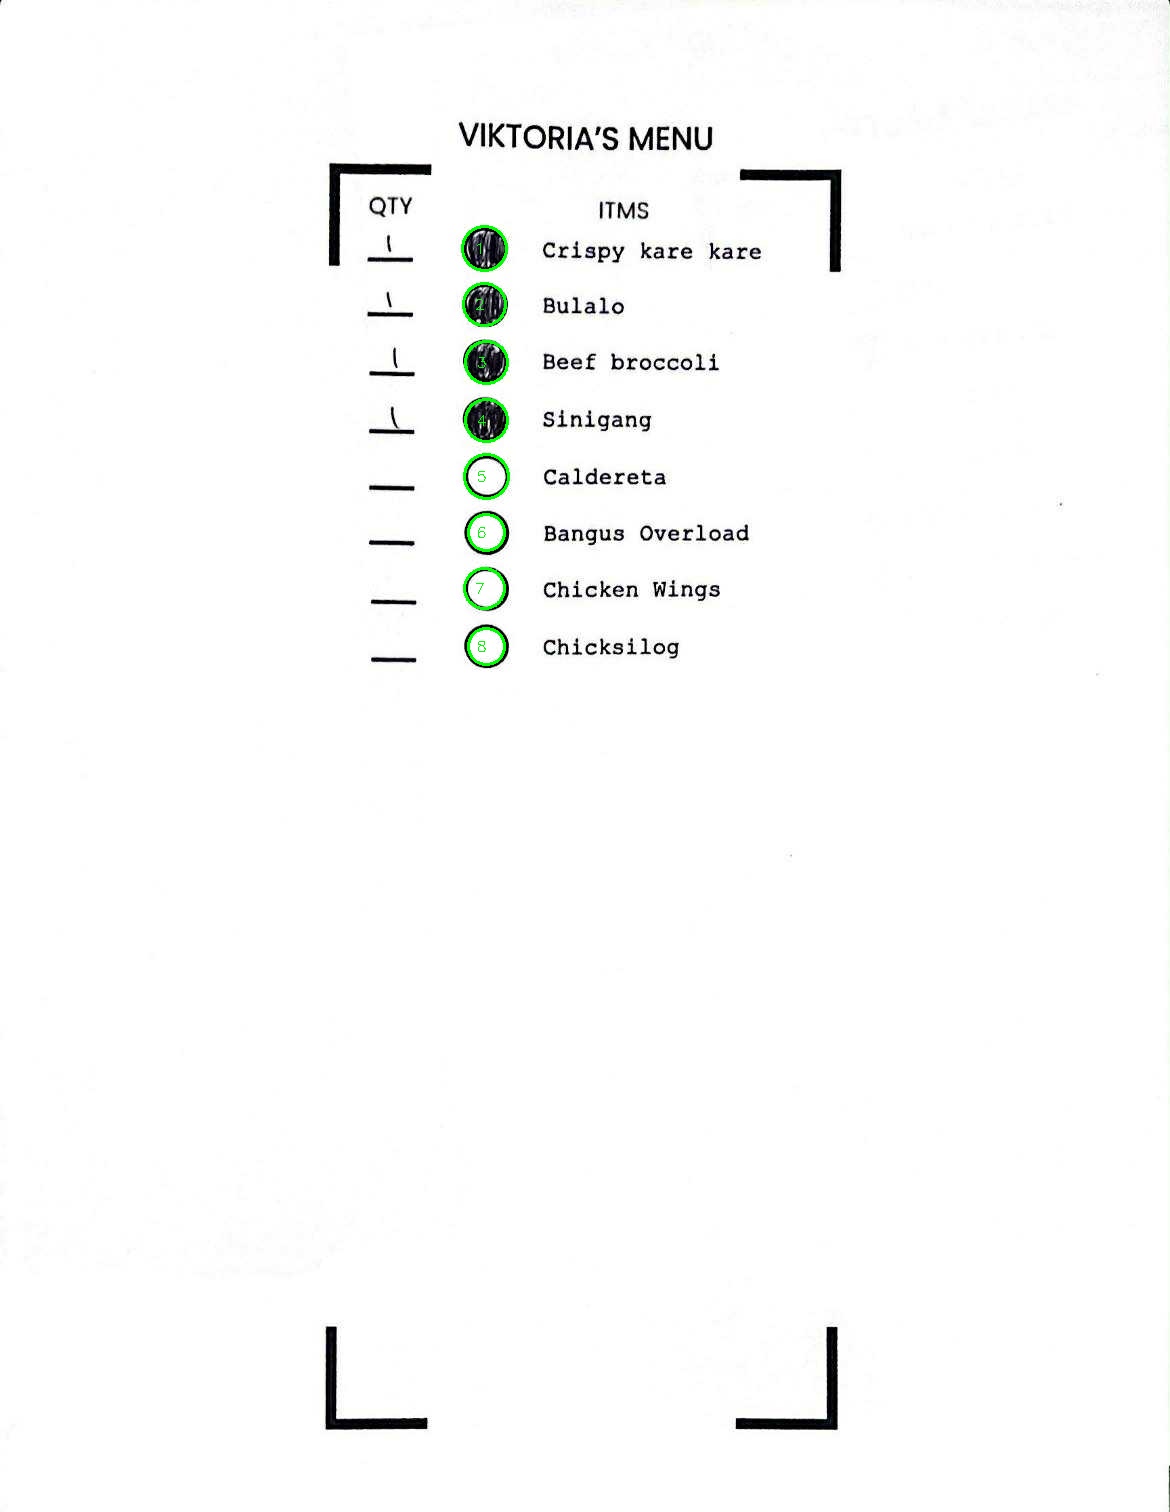 VIKTORIA'S MENU
QTY ITMS
1 1 Crispy kare kare
1 2 Bulalo
1 3 Beef broccoli
1 4 Sinigang
5 Caldereta
6 Bangus Overload
7 Chicken Wings
8 Chicksilog